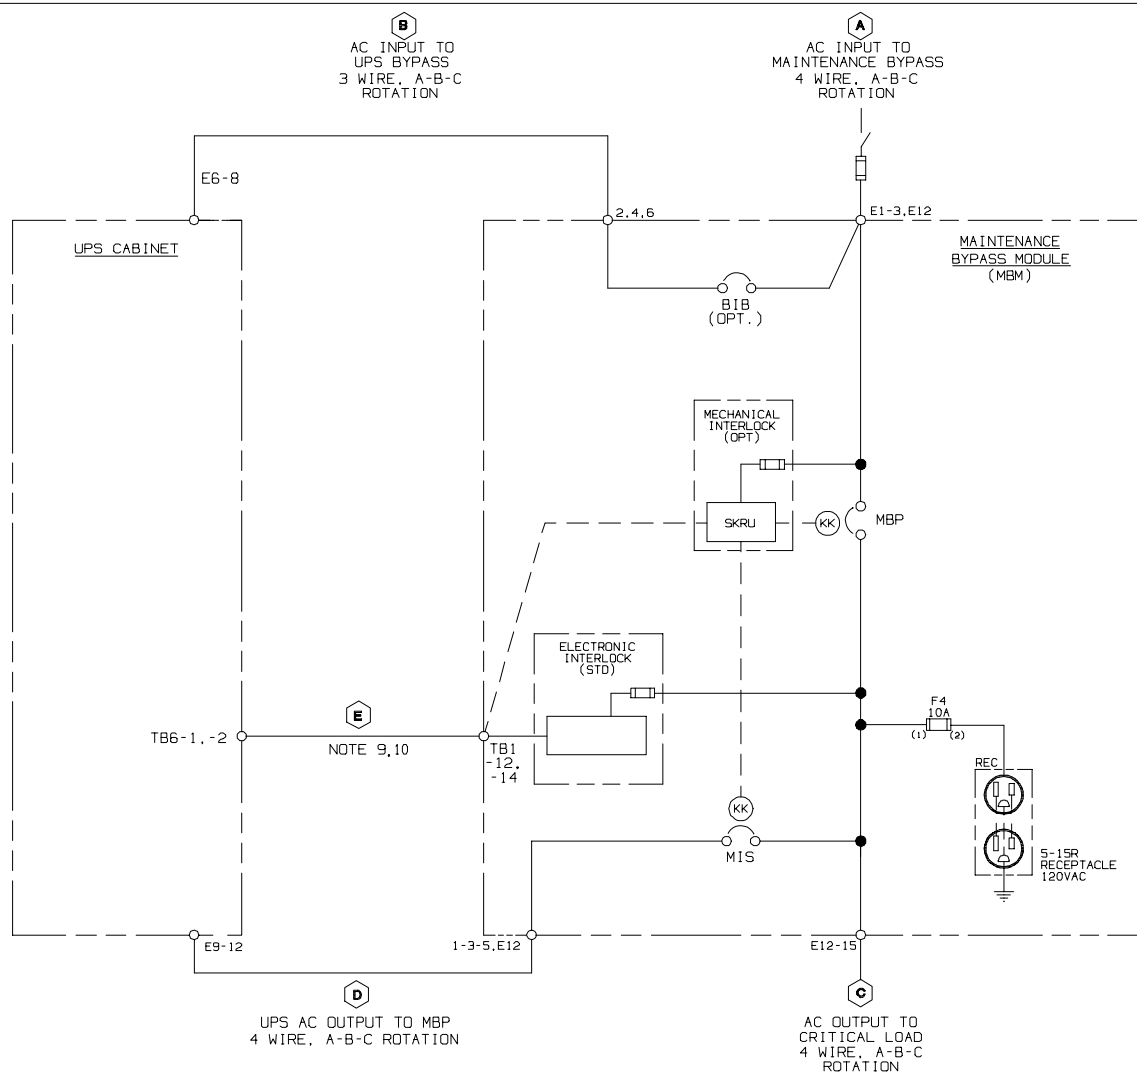 B
AC INPUT TO
UPS BYPASS
3 WIRE, A-B-C
ROTATION
A
AC INPUT TO
MAINTENANCE BYPASS
4 WIRE, A-B-C
ROTATION
E6-8
2,4,6
E1-3,E12
UPS CABINET
MAINTENANCE
BYPASS MODULE
(MBM)
BIB
(OPT.)
MECHANICAL
INTERLOCK
(OPT)
SKRU
KK
MBP
ELECTRONIC
INTERLOCK
(STD)
E
NOTE 9,10
TB6-1,-2
TB1
-12,
-14
F4
10A
(1)
(2)
REC
KK
MIS
5-15R
RECEPTACLE
120VAC
E9-12
1-3-5,E12
E12-15
D
UPS AC OUTPUT TO MBP
4 WIRE, A-B-C ROTATION
C
AC OUTPUT TO
CRITICAL LOAD
4 WIRE, A-B-C
ROTATION